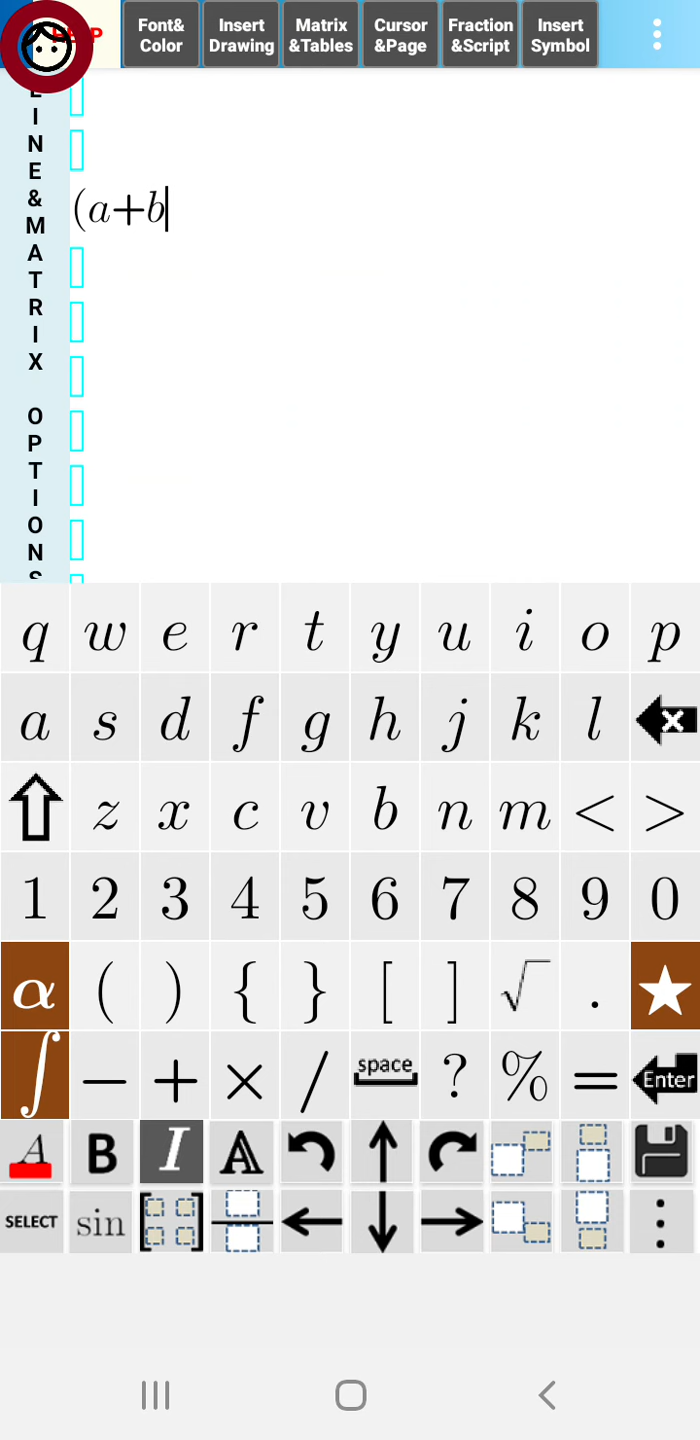 Font& Insert Matrix Cursor Fraction Insert
Color Drawing &Tables &Page &Script Symbol
LINE&MATRIX OPTIONS
(a+b
q w e r t y u i o p
a s d f g h j k l
z x c v b n m < >
1 2 3 4 5 6 7 8 9 0
α ( ) { } [ ] √ .
∫ − + × / space ? % = Enter
A B I A
SELECT sin